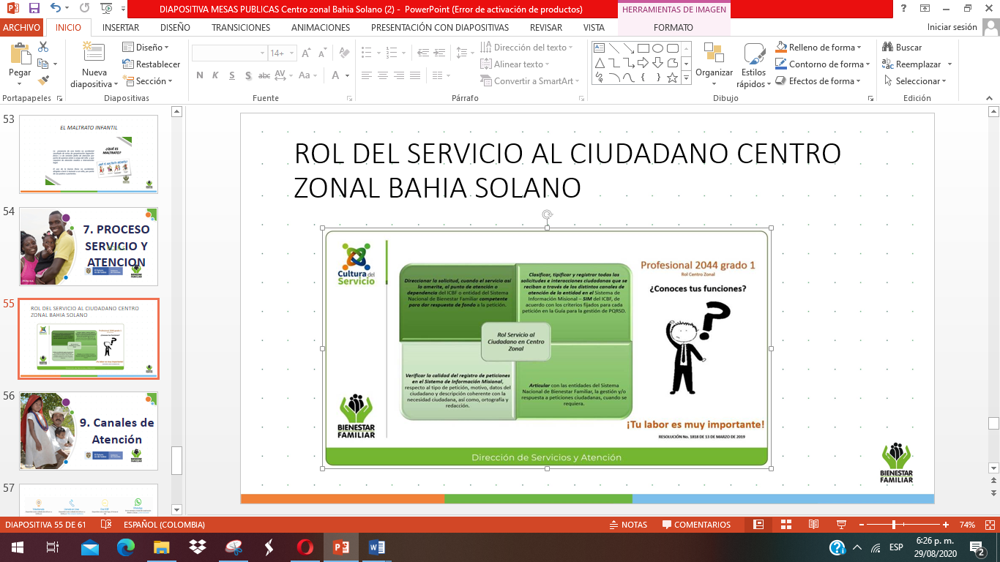 DIAPOSITIVA MESAS PUBLICAS Centro zonal Bahia Solano (2) - PowerPoint (Error de activación de productos)
HERRAMIENTAS DE IMAGEN
ARCHIVO INICIO INSERTAR DISEÑO TRANSICIONES ANIMACIONES PRESENTACIÓN CON DIAPOSITIVAS REVISAR VISTA FORMATO Iniciar sesión
Pegar
Nueva diapositiva
Diseño
Restablecer
Sección
14+
N K S S abc AV Aa A
Dirección del texto
Alinear texto
Convertir a SmartArt
Organizar
Estilos rápidos
Relleno de forma
Contorno de forma
Efectos de forma
Buscar
Reemplazar
Seleccionar
Portapapeles Diapositivas Fuente Párrafo Dibujo Edición
53
EL MALTRATO INFANTIL
¿QUÉ ES
MALTRATO?
54
7. PROCESO
SERVICIO Y
ATENCION
BIENESTAR
FAMILIAR
55
ROL DEL SERVICIO AL CIUDADANO CENTRO
ZONAL BAHIA SOLANO
56
9. Canales de
Atención
BIENESTAR
FAMILIAR
57
ROL DEL SERVICIO AL CIUDADANO CENTRO
ZONAL BAHIA SOLANO
Cultura del
Servicio
Direccionar la solicitud, cuando el servicio así
la amerite, al punto de atención o
dependencia del ICBF o entidad del Sistema
Nacional de Bienestar Familiar competente
para dar respuesta de fondo a la petición.
Clasificar, tipificar y registrar todas las
solicitudes e interacciones ciudadanas que se
reciban a través de los distintos canales de
atención de la entidad en el Sistema de
Información Misional – SIM del ICBF, de
acuerdo con los criterios fijados para cada
petición en la Guía para la gestión de PQRSD.
Rol Servicio al
Ciudadano en Centro
Zonal
Verificar la calidad del registro de peticiones
en el Sistema de Información Misional,
respecto al tipo de petición, motivo, datos del
ciudadano y descripción coherente con la
necesidad ciudadana, así como, ortografía y
redacción.
Articular con las entidades del Sistema
Nacional de Bienestar Familiar, la gestión y/o
respuesta a peticiones ciudadanas, cuando se
requiera.
Profesional 2044 grado 1
Rol Centro Zonal
¿Conoces tus funciones?
¡Tu labor es muy importante!
RESOLUCIÓN No. 1818 DE 13 DE MARZO DE 2019
BIENESTAR
FAMILIAR
Dirección de Servicios y Atención
BIENESTAR
FAMILIAR
DIAPOSITIVA 55 DE 61 ESPAÑOL (COLOMBIA) NOTAS COMENTARIOS 74%
ESP
6:26 p. m.
29/08/2020
2